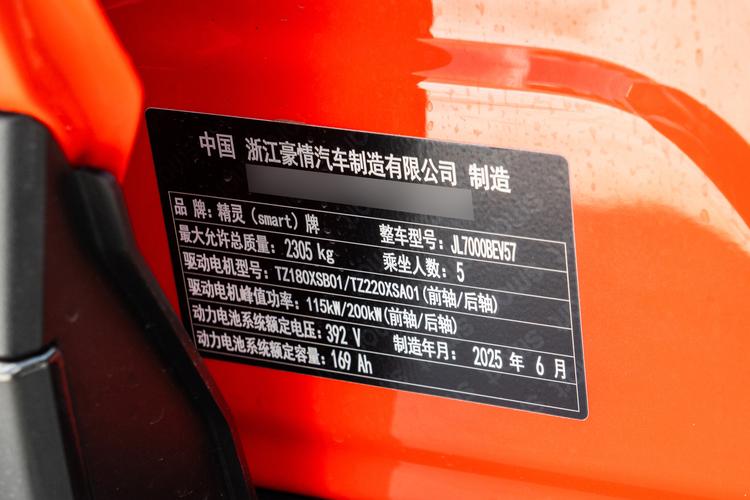 中国 浙江豪情汽车制造有限公司 制造
品 牌：精灵（smart）牌 整车型号：JL7000BEV57
最大允许总质量： 2305 kg 乘坐人数：5
驱动电机型号：TZ180XSB01/TZ220XSA01(前轴/后轴)
驱动电机峰值功率：115kW/200kW(前轴/后轴)
动力电池系统额定电压：392 V 制造年月： 2025 年 6 月
动力电池系统额定容量：169 Ah